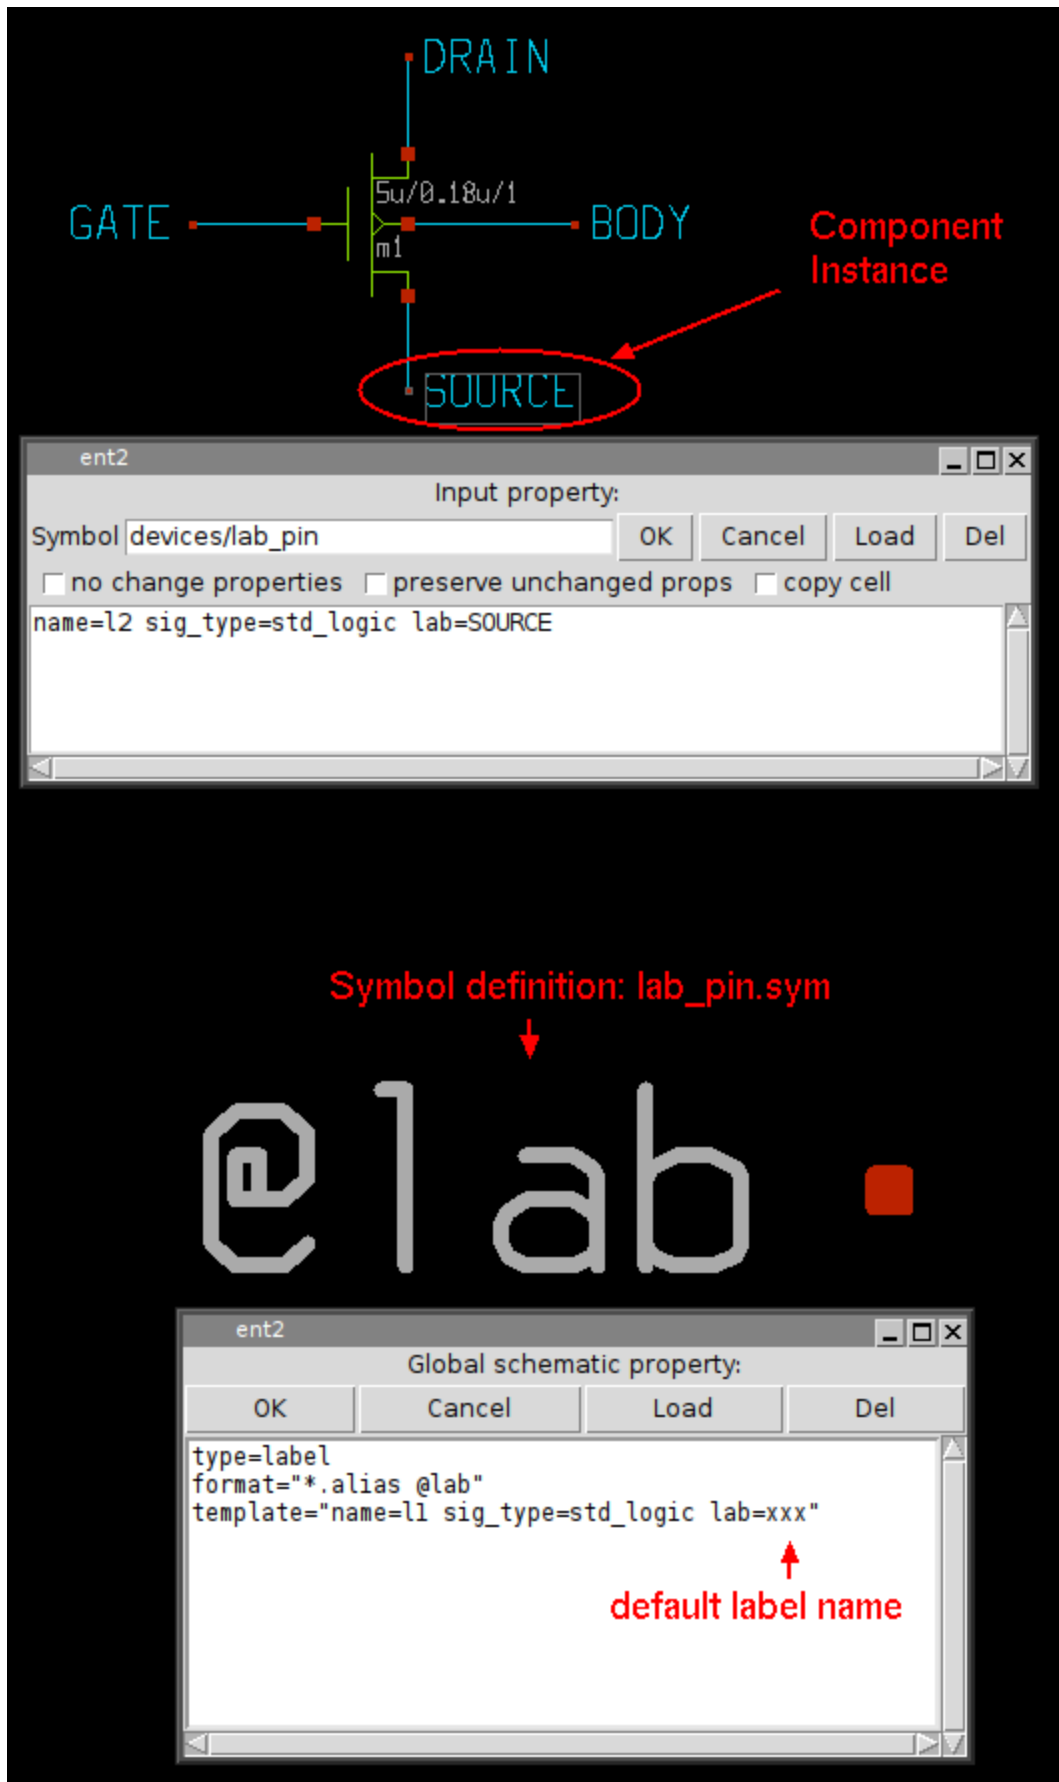 DRAIN
5u/0.18u/1
GATE
BODY
m1
Component
Instance
SOURCE
ent2
Input property:
Symbol devices/lab_pin OK Cancel Load Del
no change properties preserve unchanged props copy cell
name=l2 sig_type=std_logic lab=SOURCE
Symbol definition: lab_pin.sym
@lab
ent2
Global schematic property:
OK Cancel Load Del
type=label
format="*.alias @lab"
template="name=l1 sig_type=std_logic lab=xxx"
default label name